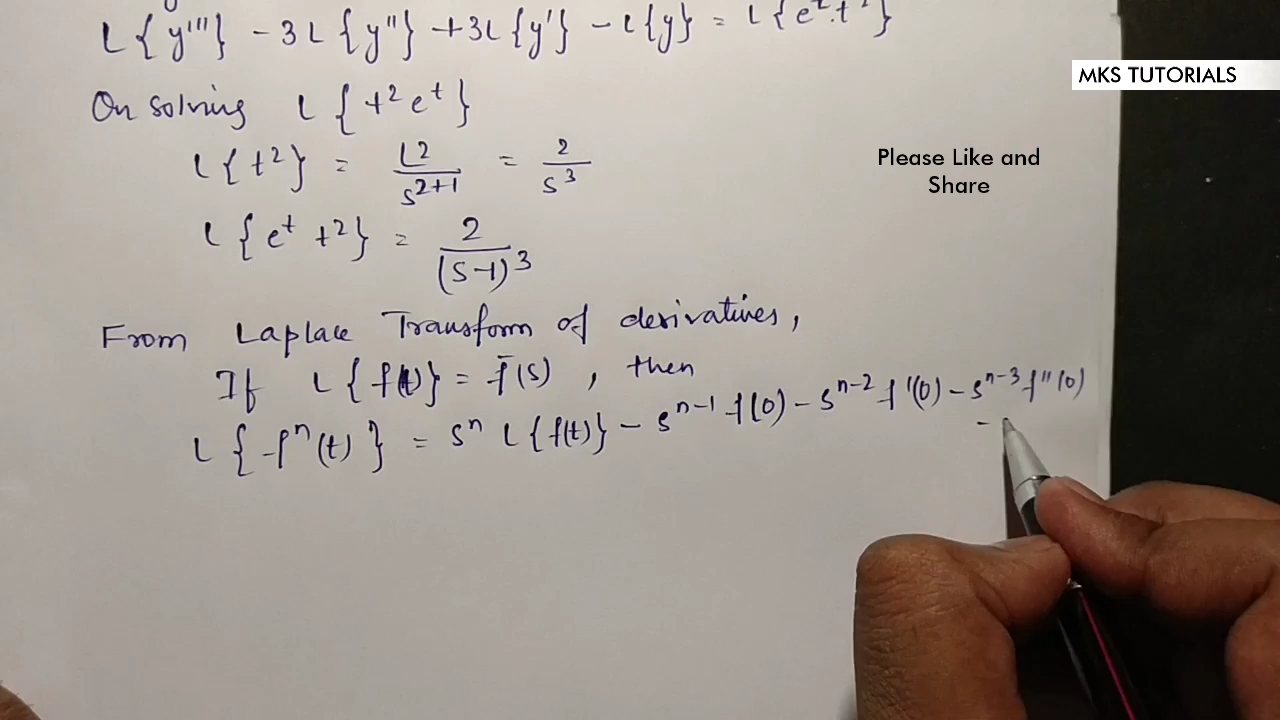 L{y'''} - 3L{y''} + 3L{y'} - L{y} = L{e^t.t^2}
MKS TUTORIALS
On solving L{t^2 e^t}
Please Like and
Share
L{t^2} = L2/s^{2+1} = 2/s^3
L{e^t t^2} = 2/(s-1)^3
From Laplace Transform of derivatives,
If L{f(t)} = f̄(s), then
L{f^n(t)} = s^n L{f(t)} - s^{n-1} f(0) - s^{n-2} f'(0) - s^{n-3} f''(0)
-